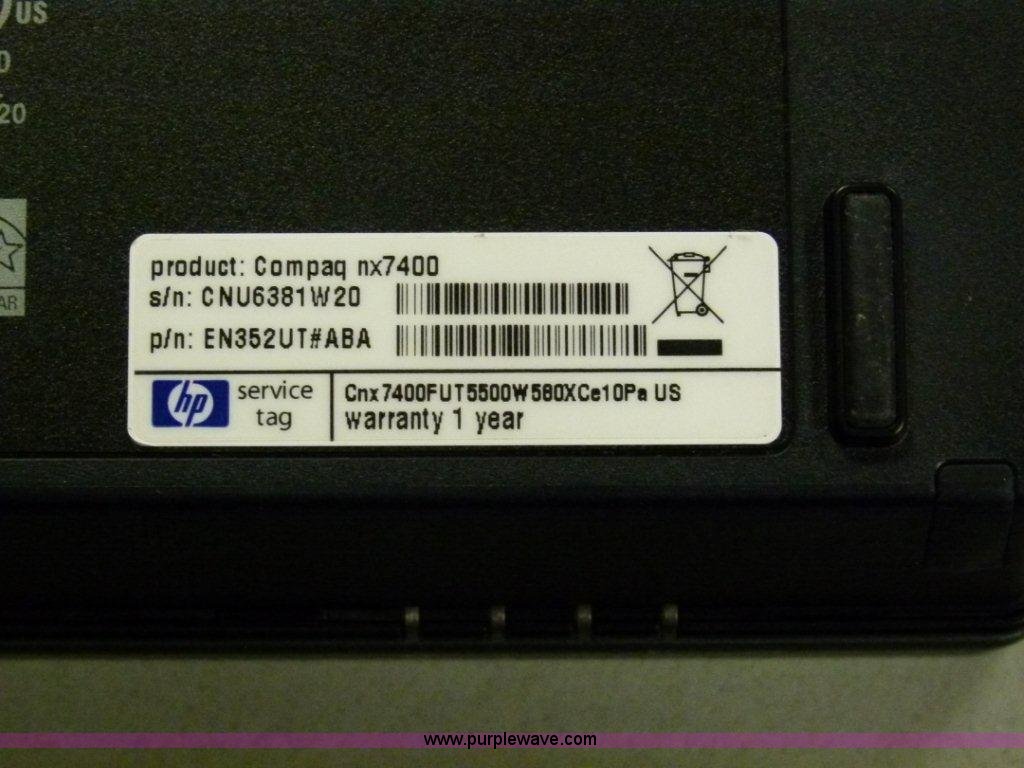 US
20
AR
product: Compaq nx7400
s/n: CNU6381W20
p/n: EN352UT#ABA
hp service tag
Cnx7400FUT5500W580XCe10Pa US
warranty 1 year
www.purplewave.com